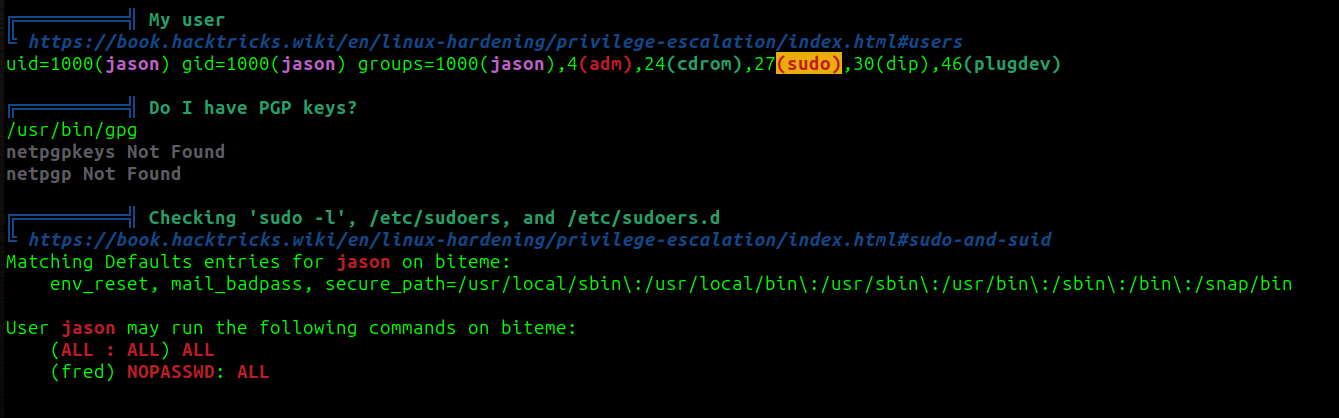 ╔══════════╣ My user
╚ https://book.hacktricks.wiki/en/linux-hardening/privilege-escalation/index.html#users
uid=1000(jason) gid=1000(jason) groups=1000(jason),4(adm),24(cdrom),27(sudo),30(dip),46(plugdev)
╔══════════╣ Do I have PGP keys?
/usr/bin/gpg
netpgpkeys Not Found
netpgp Not Found
╔══════════╣ Checking 'sudo -l', /etc/sudoers, and /etc/sudoers.d
╚ https://book.hacktricks.wiki/en/linux-hardening/privilege-escalation/index.html#sudo-and-suid
Matching Defaults entries for jason on biteme:
    env_reset, mail_badpass, secure_path=/usr/local/sbin\:/usr/local/bin\:/usr/sbin\:/usr/bin\:/sbin\:/bin\:/snap/bin
User jason may run the following commands on biteme:
    (ALL : ALL) ALL
    (fred) NOPASSWD: ALL